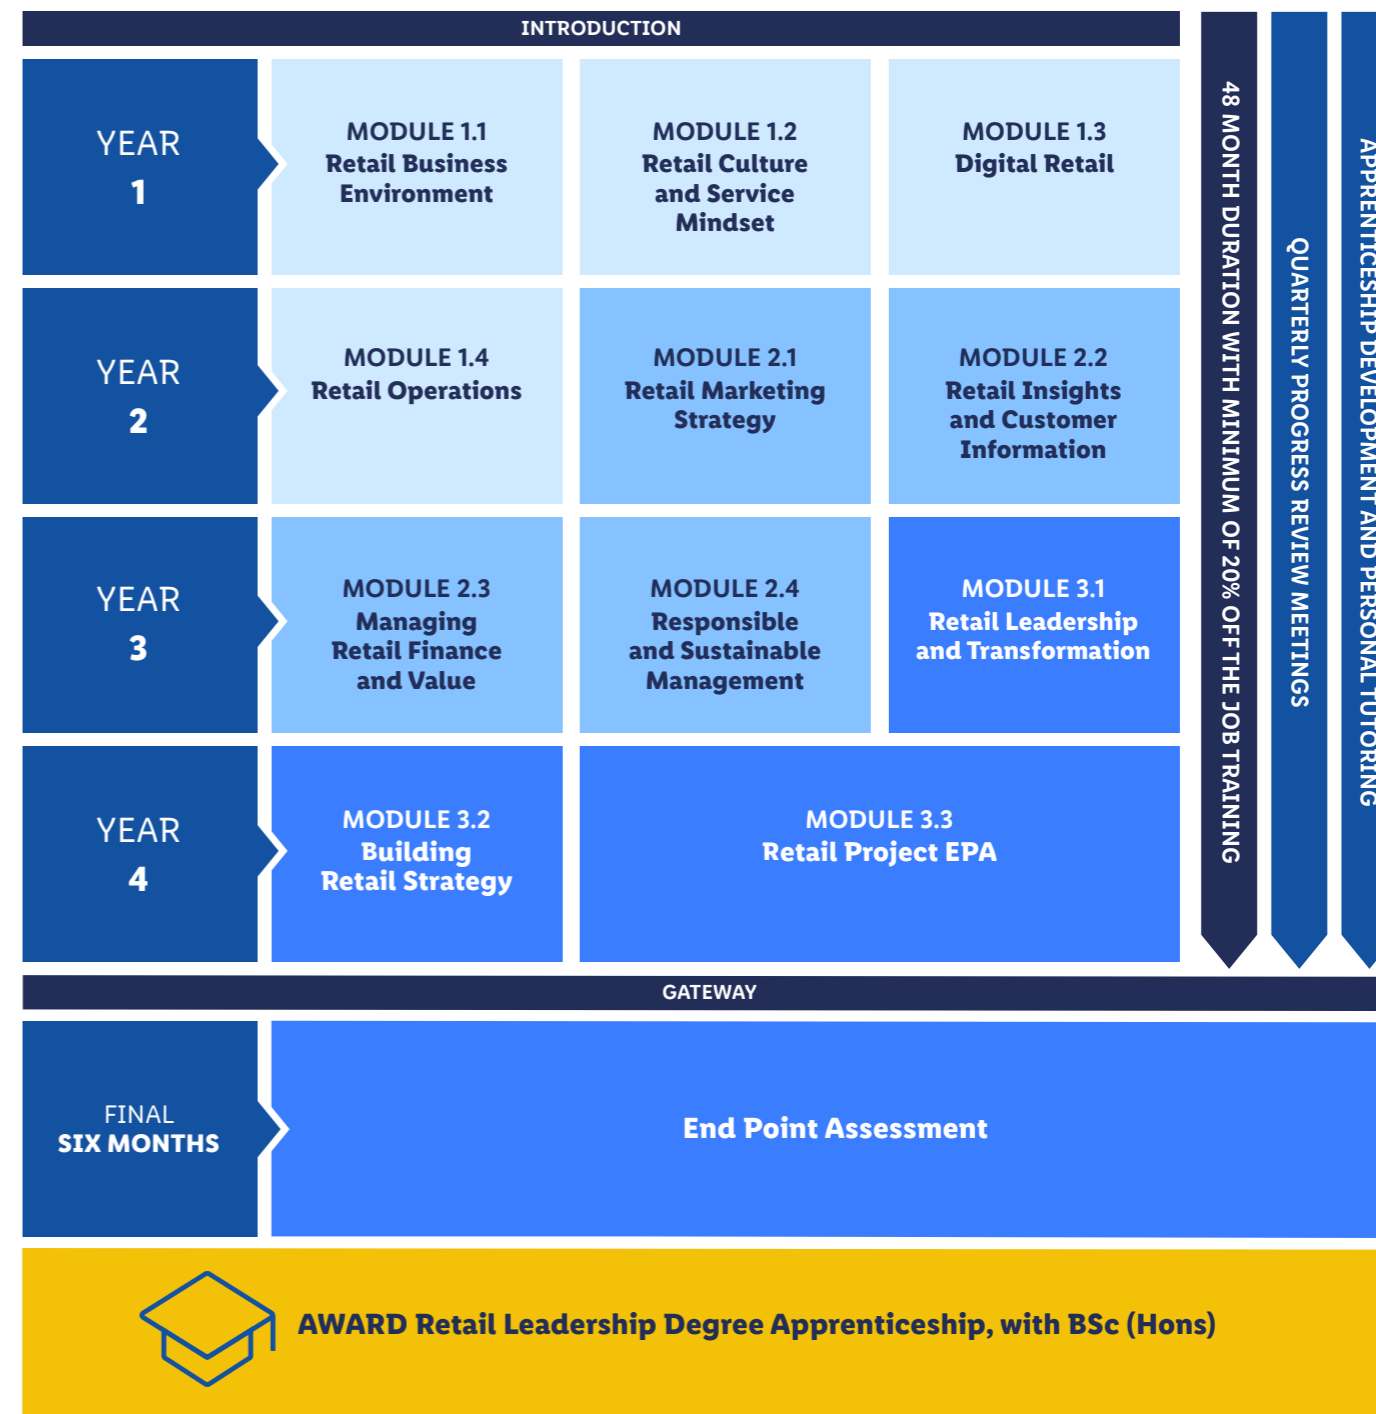 INTRODUCTION
YEAR
1
MODULE 1.1
Retail Business
Environment
MODULE 1.2
Retail Culture
and Service
Mindset
MODULE 1.3
Digital Retail
YEAR
2
MODULE 1.4
Retail Operations
MODULE 2.1
Retail Marketing
Strategy
MODULE 2.2
Retail Insights
and Customer
Information
YEAR
3
MODULE 2.3
Managing
Retail Finance
and Value
MODULE 2.4
Responsible
and Sustainable
Management
MODULE 3.1
Retail Leadership
and Transformation
YEAR
4
MODULE 3.2
Building
Retail Strategy
MODULE 3.3
Retail Project EPA
48 MONTH DURATION WITH MINIMUM OF 20% OFF THE JOB TRAINING
QUARTERLY PROGRESS REVIEW MEETINGS
APPRENTICESHIP DEVELOPMENT AND PERSONAL TUTORING
GATEWAY
FINAL
SIX MONTHS
End Point Assessment
AWARD Retail Leadership Degree Apprenticeship, with BSc (Hons)